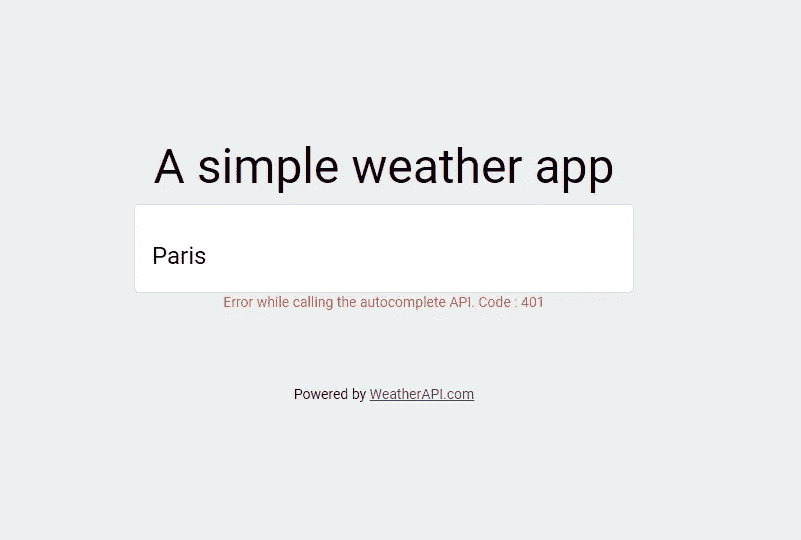 A simple weather app
Paris
Error while calling the autocomplete API. Code : 401
Powered by WeatherAPI.com